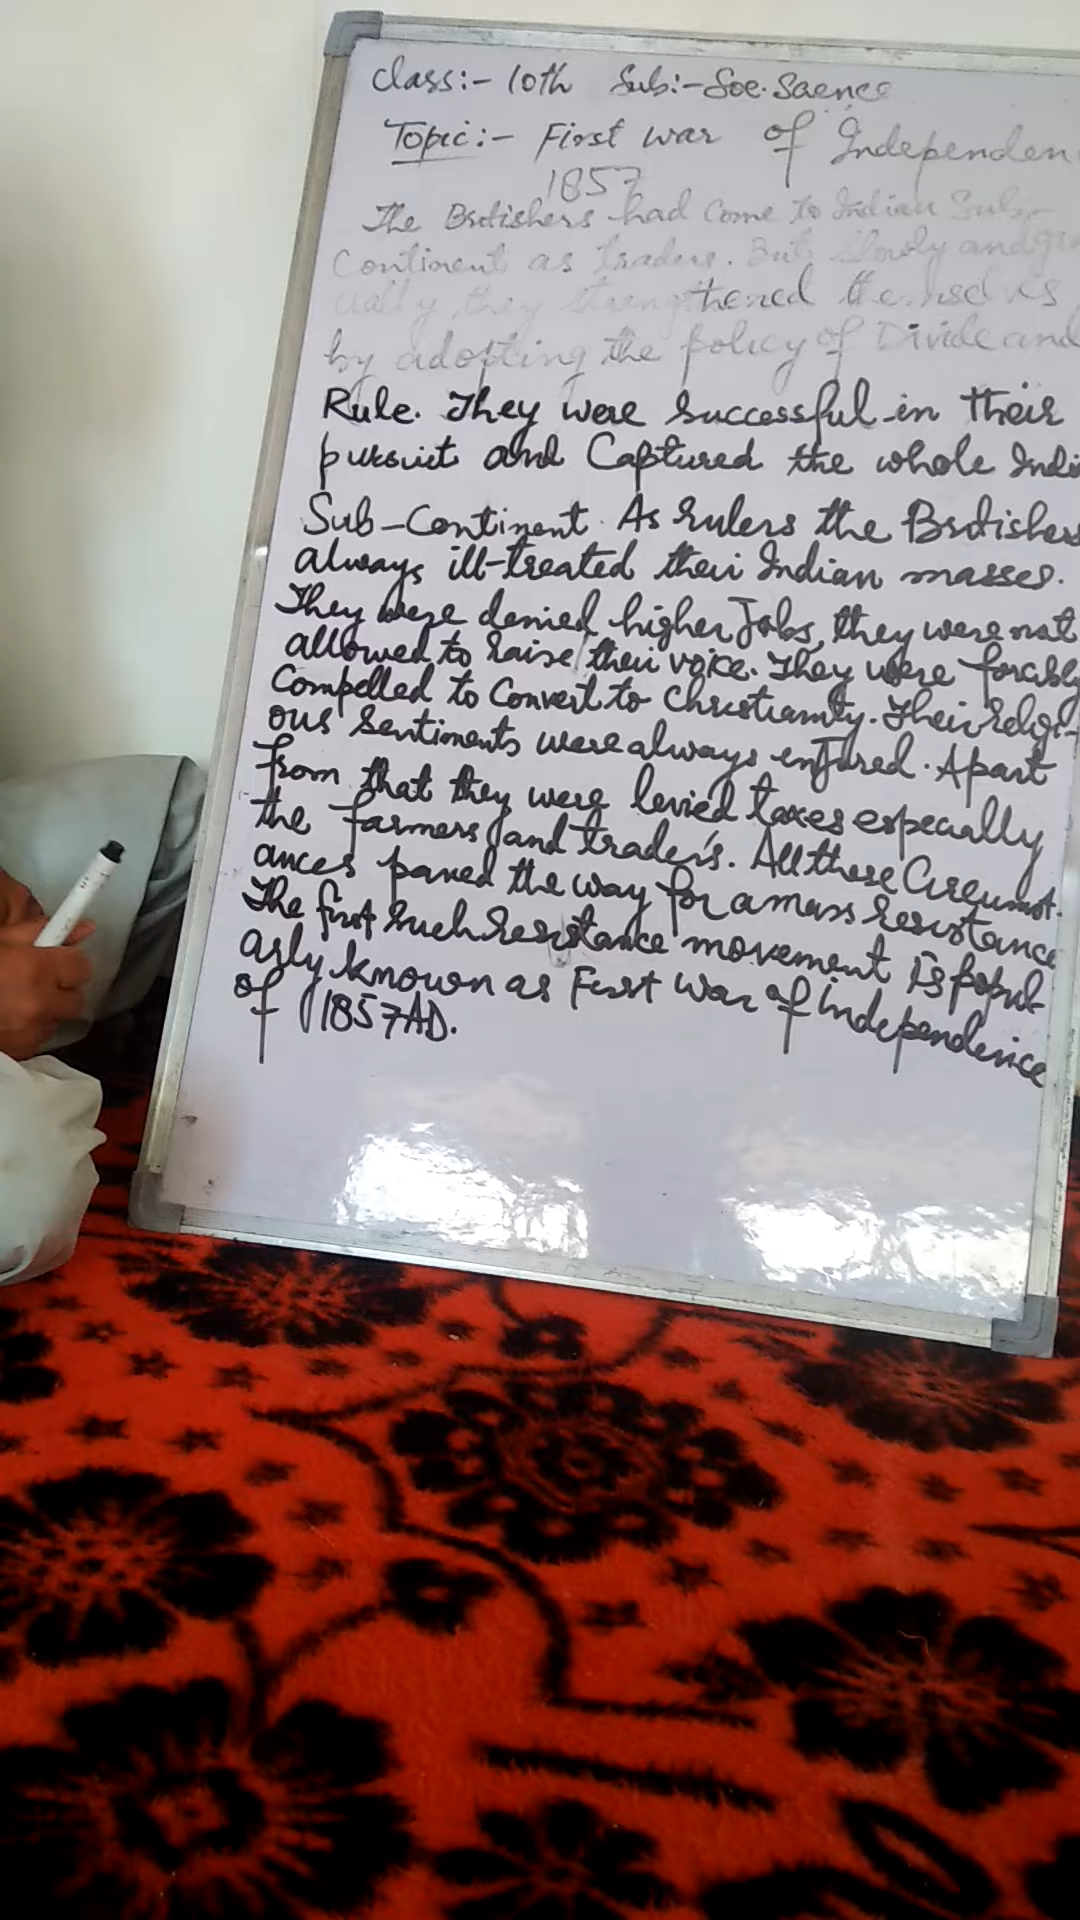 Class:- 10th Sub:- Soc. Science
Topic:- First war of Independen
1857
The Britishers had Come to Indian Sub-
Continent as traders. But slowly and gra
ually, they strengthened themselves
by adopting the policy of Divide and
Rule. They were successful in their
pursuit and Captured the whole Indi
Sub-Continent. As rulers the Britishers
always ill-treated their Indian masses.
They were denied higher Jobs, they were not
allowed to raise their voice. They were forcibly
Compelled to Convert to Christianity. Their religi-
ous sentiments were always enjured. Apart
from that they were levied taxes especially
the farmers and trader's. All these Circumst-
ances paved the way for a mass resistance
The first such resistance movement is popul-
arly known as First War of independence
of 1857AD.